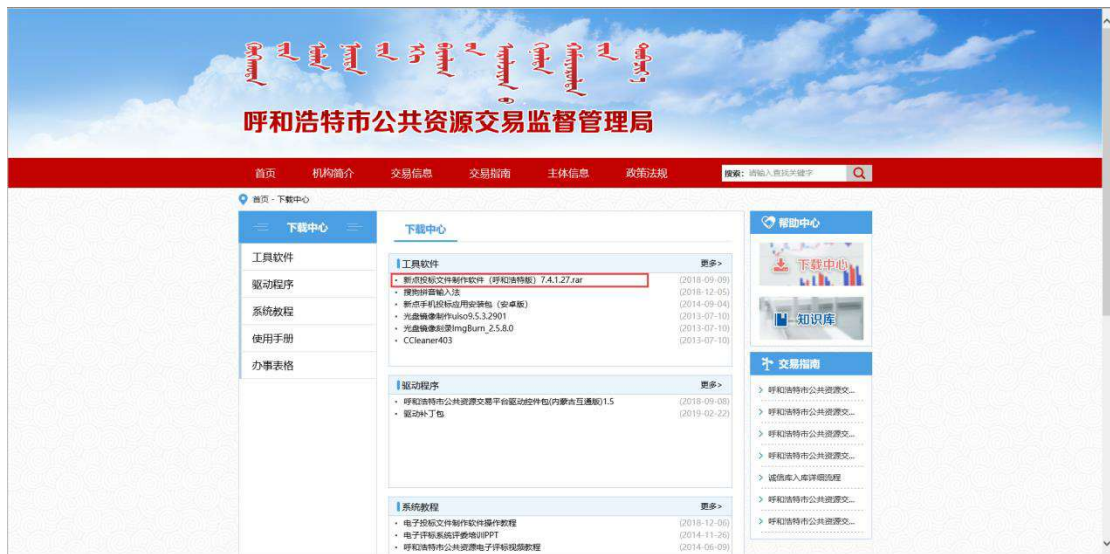 呼和浩特市公共资源交易监督管理局
首页 机构简介 交易信息 交易指南 主体信息 政策法规 搜索：请输入查找关键字
首页 - 下载中心
下载中心
工具软件
驱动程序
系统教程
使用手册
办事表格
下载中心
工具软件 更多>
新点投标文件制作软件（呼和浩特版）7.4.1.27.rar (2018-09-09)
搜狗拼音输入法 (2018-12-05)
新点手机投标应用安装包（安卓版） (2014-09-04)
光盘镜像制作uiso9.5.3.2901 (2013-07-10)
光盘镜像刻录ImgBurn_2.5.8.0 (2013-07-10)
CCleaner403 (2013-07-10)
驱动程序 更多>
呼和浩特市公共资源交易平台驱动控件包(内蒙古互通版)1.5 (2018-09-08)
驱动补丁包 (2019-02-22)
系统教程 更多>
电子投标文件制作软件操作教程 (2018-12-06)
电子评标系统评委培训PPT (2014-11-26)
呼和浩特市公共资源电子评标视频教程 (2014-06-09)
帮助中心
下载中心
知识库
交易指南
呼和浩特市公共资源交...
呼和浩特市公共资源交...
呼和浩特市公共资源交...
呼和浩特市公共资源交...
诚信库入库详细流程
呼和浩特市公共资源交...
呼和浩特市公共资源交...